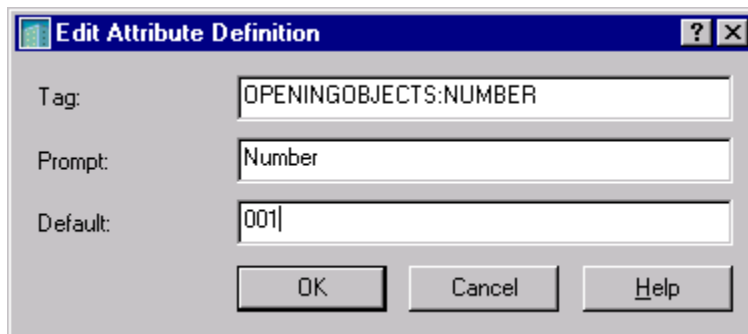 Edit Attribute Definition
Tag: OPENINGOBJECTS:NUMBER
Prompt: Number
Default: 001
OK Cancel Help